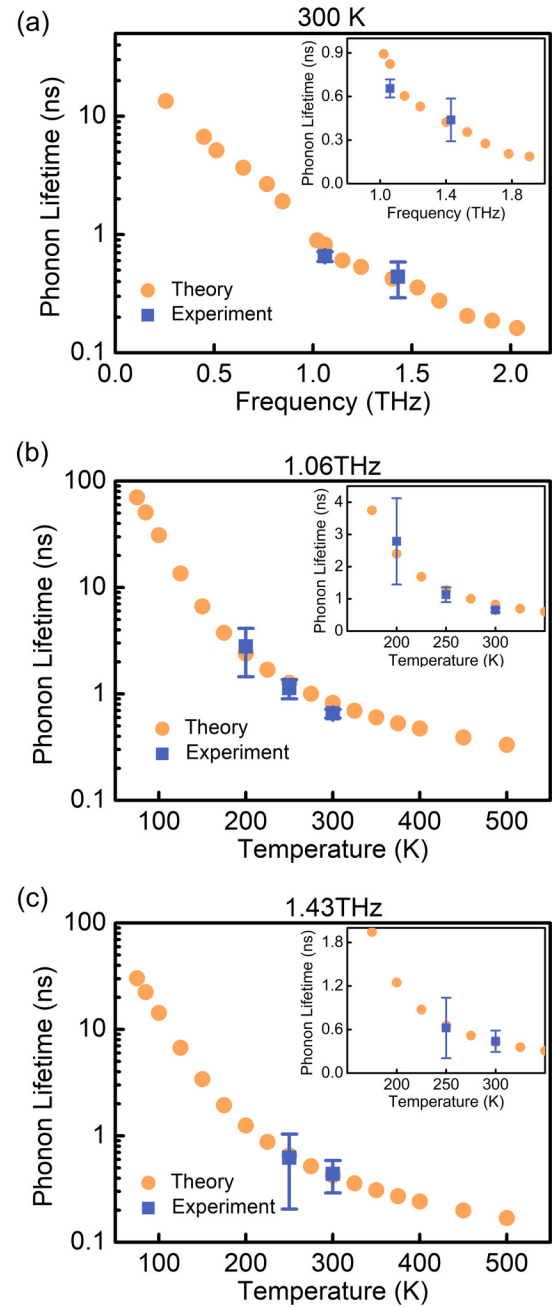 (a)
300 K
Phonon Lifetime (ns)
10
1
0.1
0.0 0.5 1.0 1.5 2.0
Frequency (THz)
Theory
Experiment
Phonon Lifetime (ns)
0.9
0.6
0.3
0.0
1.0 1.4 1.8
Frequency (THz)
(b)
1.06THz
Phonon Lifetime (ns)
100
10
1
0.1
100 200 300 400 500
Temperature (K)
Theory
Experiment
Phonon Lifetime (ns)
4
3
2
1
0
200 250 300
Temperature (K)
(c)
1.43THz
Phonon Lifetime (ns)
100
10
1
0.1
100 200 300 400 500
Temperature (K)
Theory
Experiment
Phonon Lifetime (ns)
1.8
1.2
0.6
0.0
200 250 300
Temperature (K)